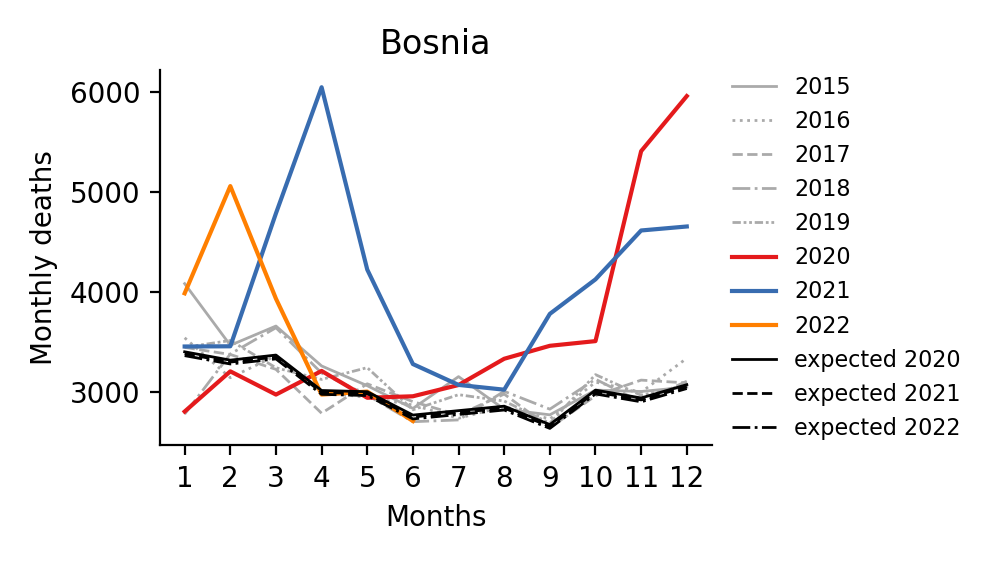 Bosnia
Monthly deaths
6000
5000
4000
3000
1 2 3 4 5 6 7 8 9 10 11 12
Months
2015
2016
2017
2018
2019
2020
2021
2022
expected 2020
expected 2021
expected 2022